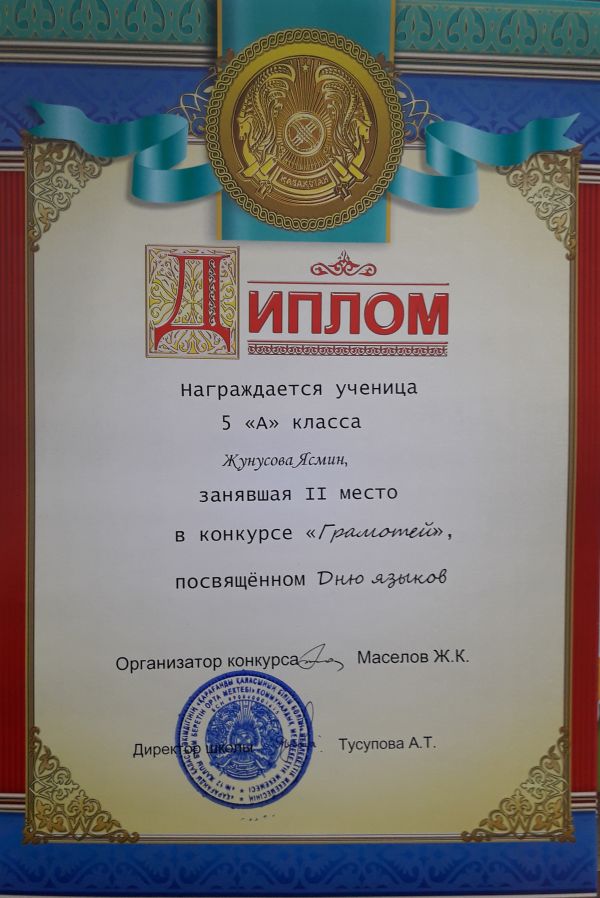 ҚАЗАҚСТАН
ДИПЛОМ
Награждается ученица
5 «А» класса
Жунусова Ясмин,
занявшая II место
в конкурсе «Грамотей»,
посвящённом Дню языков
Организатор конкурса Маселов Ж.К.
Директор школы Тусупова А.Т.